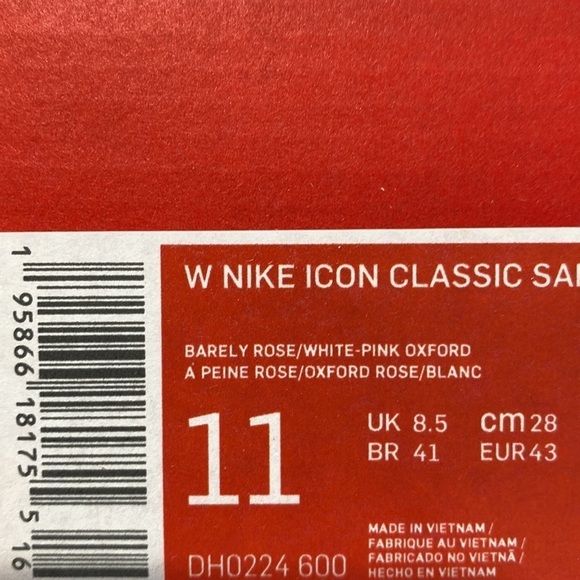 W NIKE ICON CLASSIC SA
BARELY ROSE/WHITE-PINK OXFORD
A PEINE ROSE/OXFORD ROSE/BLANC
11
UK 8.5 cm 28
BR 41 EUR 43
DH0224 600
MADE IN VIETNAM /
FABRIQUE AU VIETNAM /
FABRICADO NO VIETNÃ /
HECHO EN VIETNAM
1 95866 18175 5 16